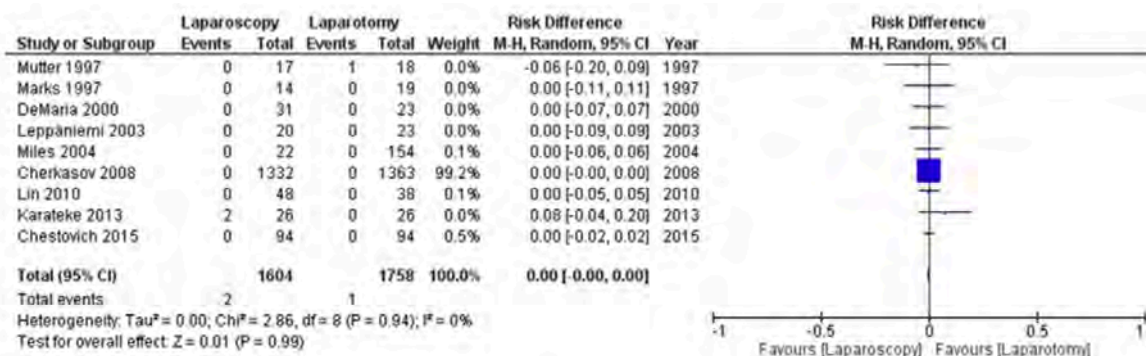 Laparoscopy Laparotomy Risk Difference Risk Difference
Study or Subgroup Events Total Events Total Weight M-H, Random, 95% CI Year M-H, Random, 95% CI
Mutter 1997 0 17 1 18 0.0% -0.06 [-0.20, 0.09] 1997
Marks 1997 0 14 0 19 0.0% 0.00 [-0.11, 0.11] 1997
DeMaria 2000 0 31 0 23 0.0% 0.00 [-0.07, 0.07] 2000
Leppäniemi 2003 0 20 0 23 0.0% 0.00 [-0.09, 0.09] 2003
Miles 2004 0 22 0 154 0.1% 0.00 [-0.06, 0.06] 2004
Cherkasov 2008 0 1332 0 1363 99.2% 0.00 [-0.00, 0.00] 2008
Lin 2010 0 48 0 38 0.1% 0.00 [-0.05, 0.05] 2010
Karateke 2013 2 26 0 26 0.0% 0.08 [-0.04, 0.20] 2013
Chestovich 2015 0 94 0 94 0.5% 0.00 [-0.02, 0.02] 2015
Total (95% CI) 1604 1758 100.0% 0.00 [-0.00, 0.00]
Total events 2 1
Heterogeneity: Tau² = 0.00; Chi² = 2.86, df = 8 (P = 0.94); I² = 0%
Test for overall effect: Z = 0.01 (P = 0.99)
-1 -0.5 0 0.5 1
Favours [Laparoscopy] Favours [Laparotomy]